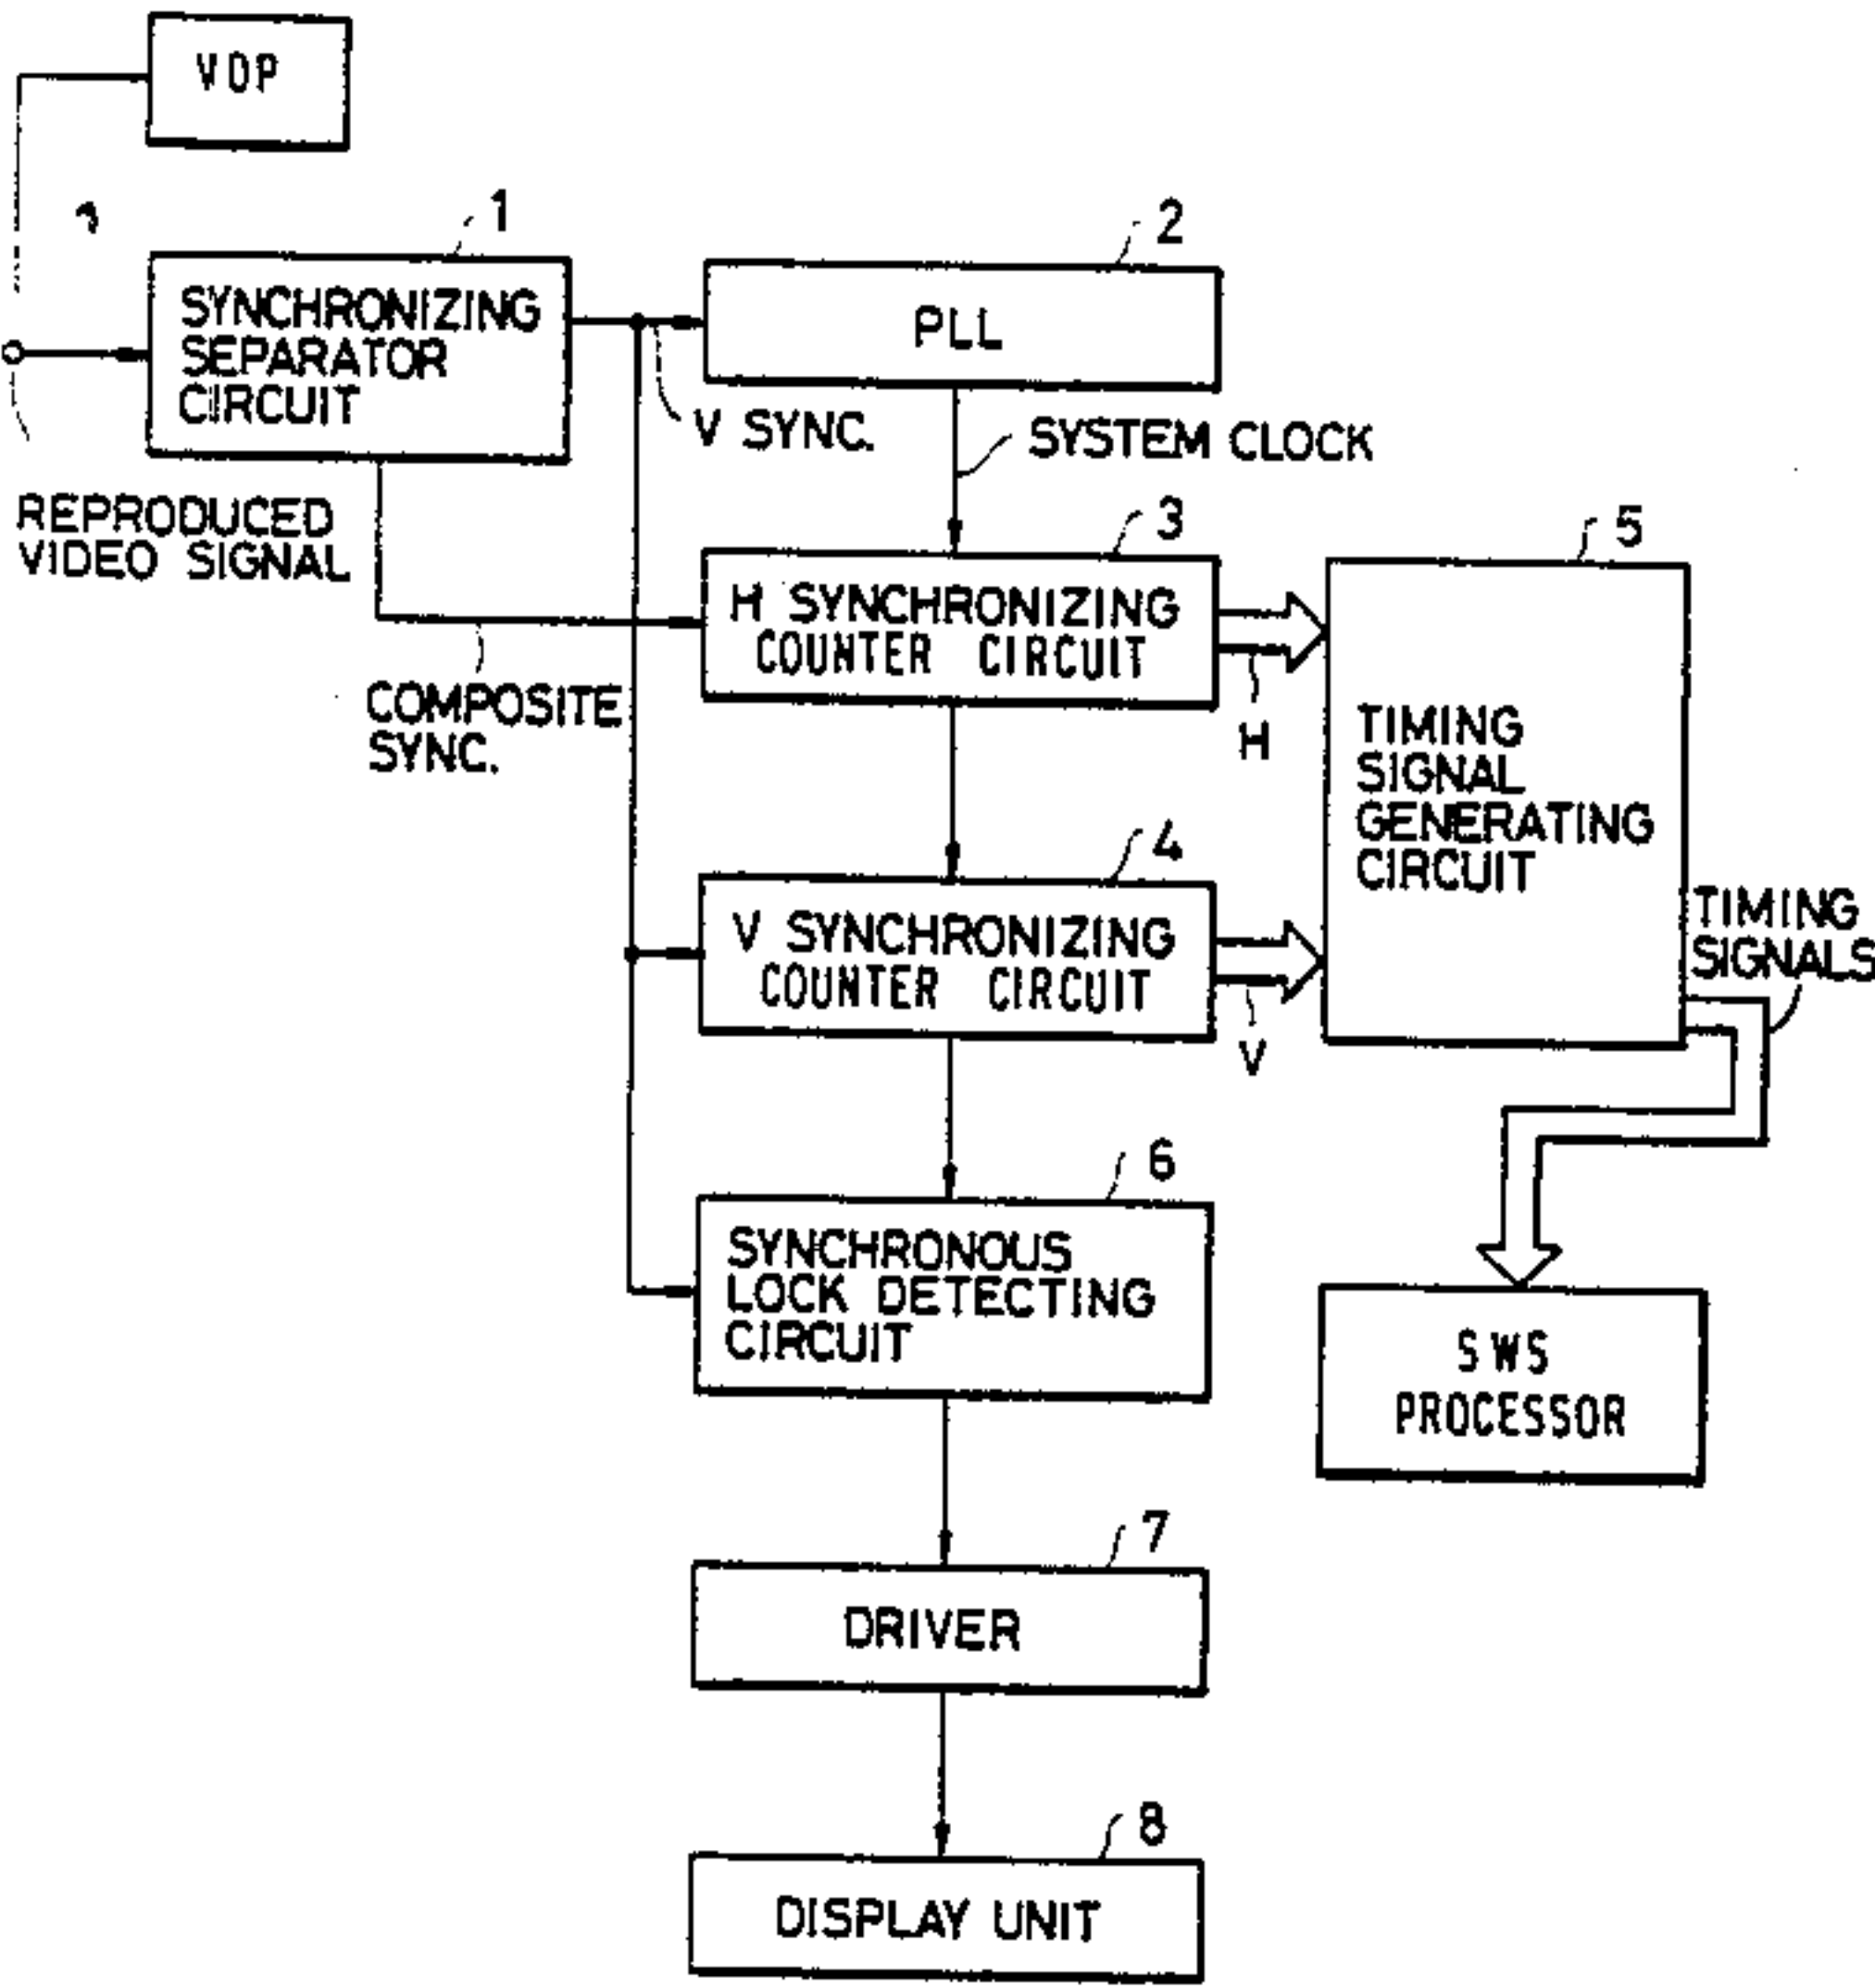 VDP
1
SYNCHRONIZING
SEPARATOR
CIRCUIT
2
PLL
V SYNC.
SYSTEM CLOCK
REPRODUCED
VIDEO SIGNAL
3
H SYNCHRONIZING
COUNTER CIRCUIT
5
COMPOSITE
SYNC.
H
TIMING
SIGNAL
GENERATING
CIRCUIT
4
V SYNCHRONIZING
COUNTER CIRCUIT
TIMING
SIGNALS
V
6
SYNCHRONOUS
LOCK DETECTING
CIRCUIT
SWS
PROCESSOR
7
DRIVER
8
DISPLAY UNIT